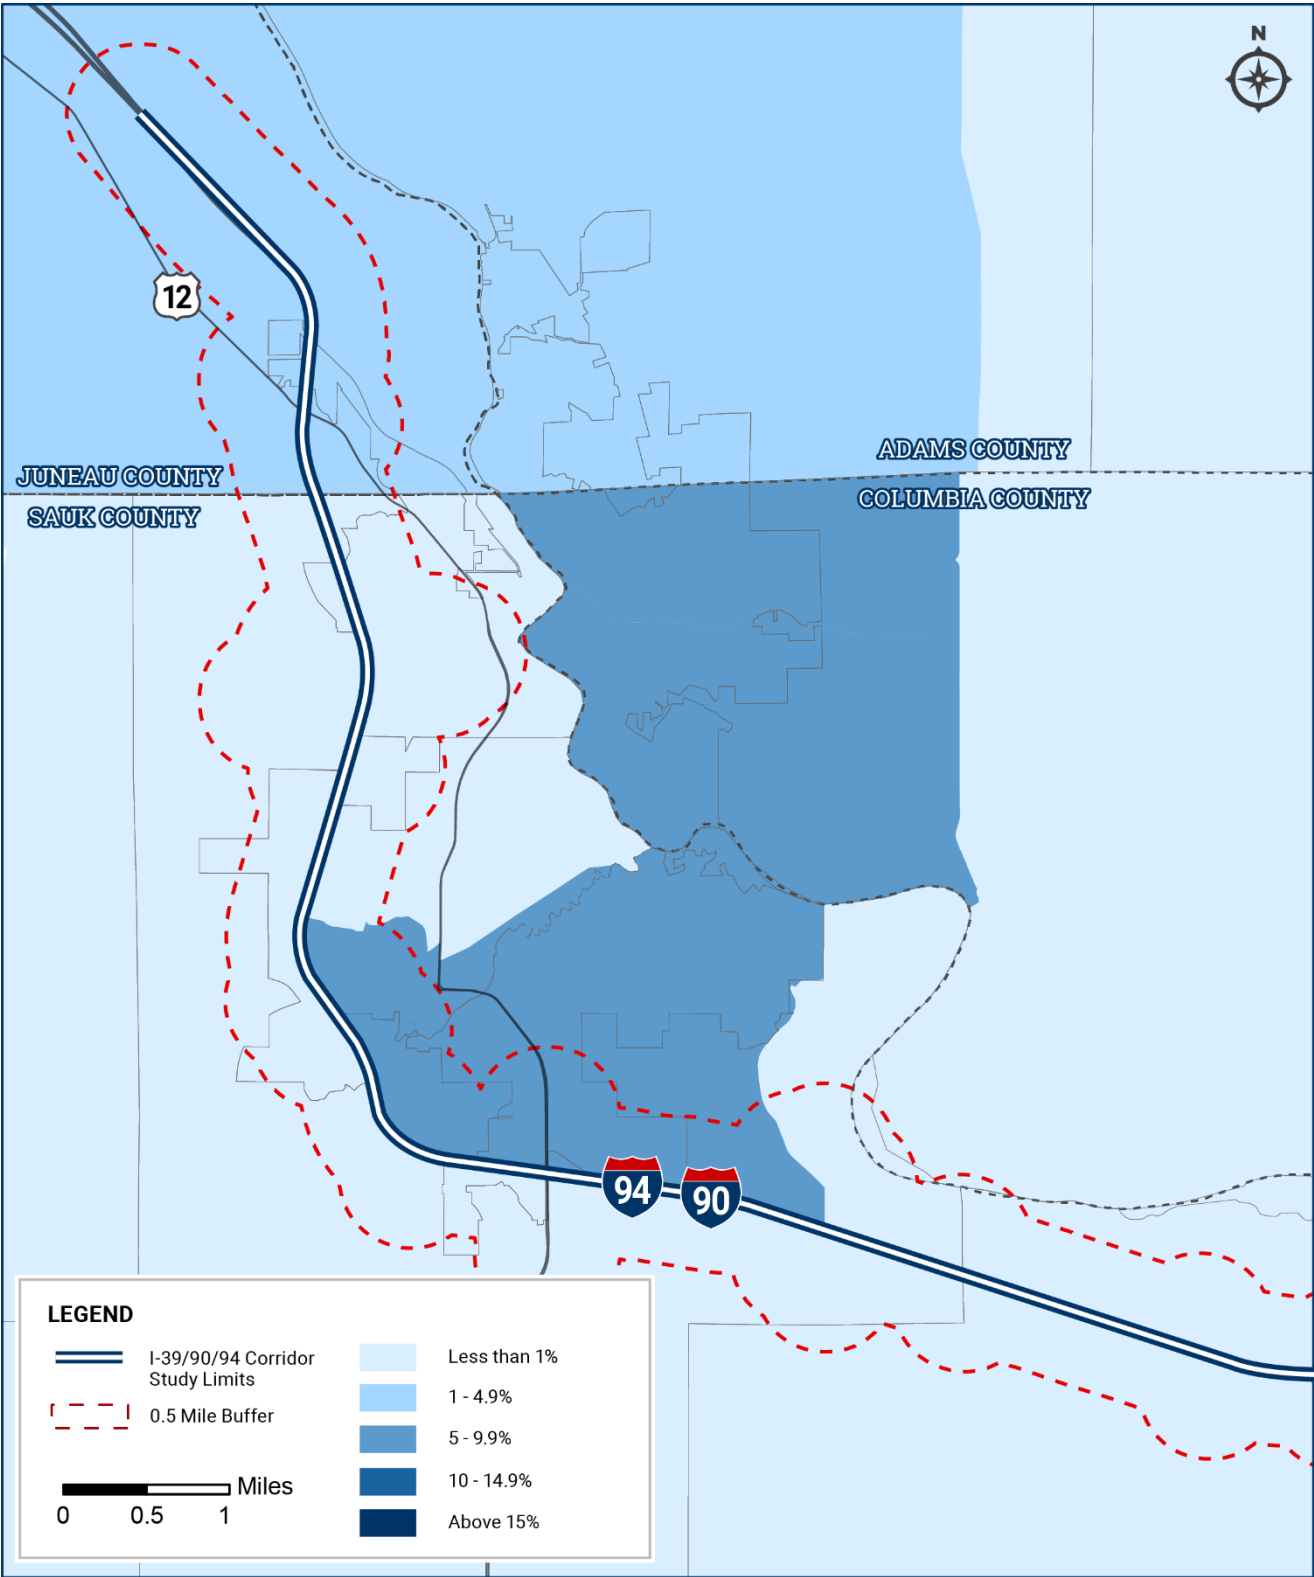 N
12
ADAMS COUNTY
JUNEAU COUNTY
COLUMBIA COUNTY
SAUK COUNTY
94
90
LEGEND
I-39/90/94 Corridor
Study Limits
0.5 Mile Buffer
Miles
0 0.5 1
Less than 1%
1 - 4.9%
5 - 9.9%
10 - 14.9%
Above 15%